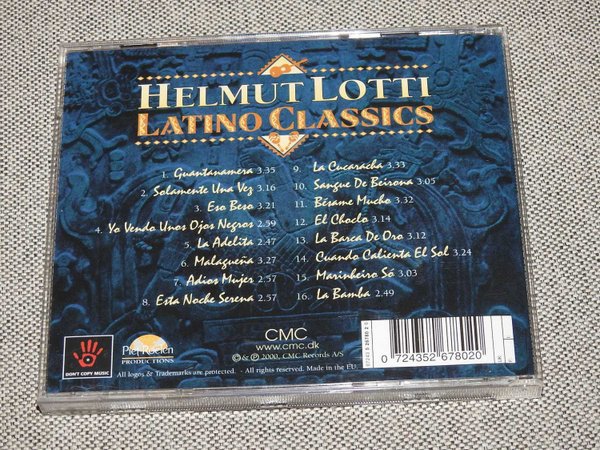 HELMUT LOTTI
LATINO CLASSICS
1. Guantanamera 3.35
2. Solamente Una Vez 3.16
3. Eso Beso 3.21
4. Yo Vendo Unos Ojos Negros 2.59
5. La Adelita 2.47
6. Malagueña 3.27
7. Adios Mujer 2.57
8. Esta Noche Serena 2.57
9. La Cucaracha 3.33
10. Sangue De Beirona 3:05
11. Bésame Mucho 3.32
12. El Choclo 3.14
13. La Barca De Oro 3.12
14. Cuando Calienta El Sol 3.24
15. Marinheiro Só 3.03
16. La Bamba 2.49
DON'T COPY MUSIC
Piet Roelen
PRODUCTIONS
CMC
www.cmc.dk
© & ℗ 2000, CMC Records A/S
All logos & Trademarks are protected. - All rights reserved. Made in the EU.
0 724352 678020